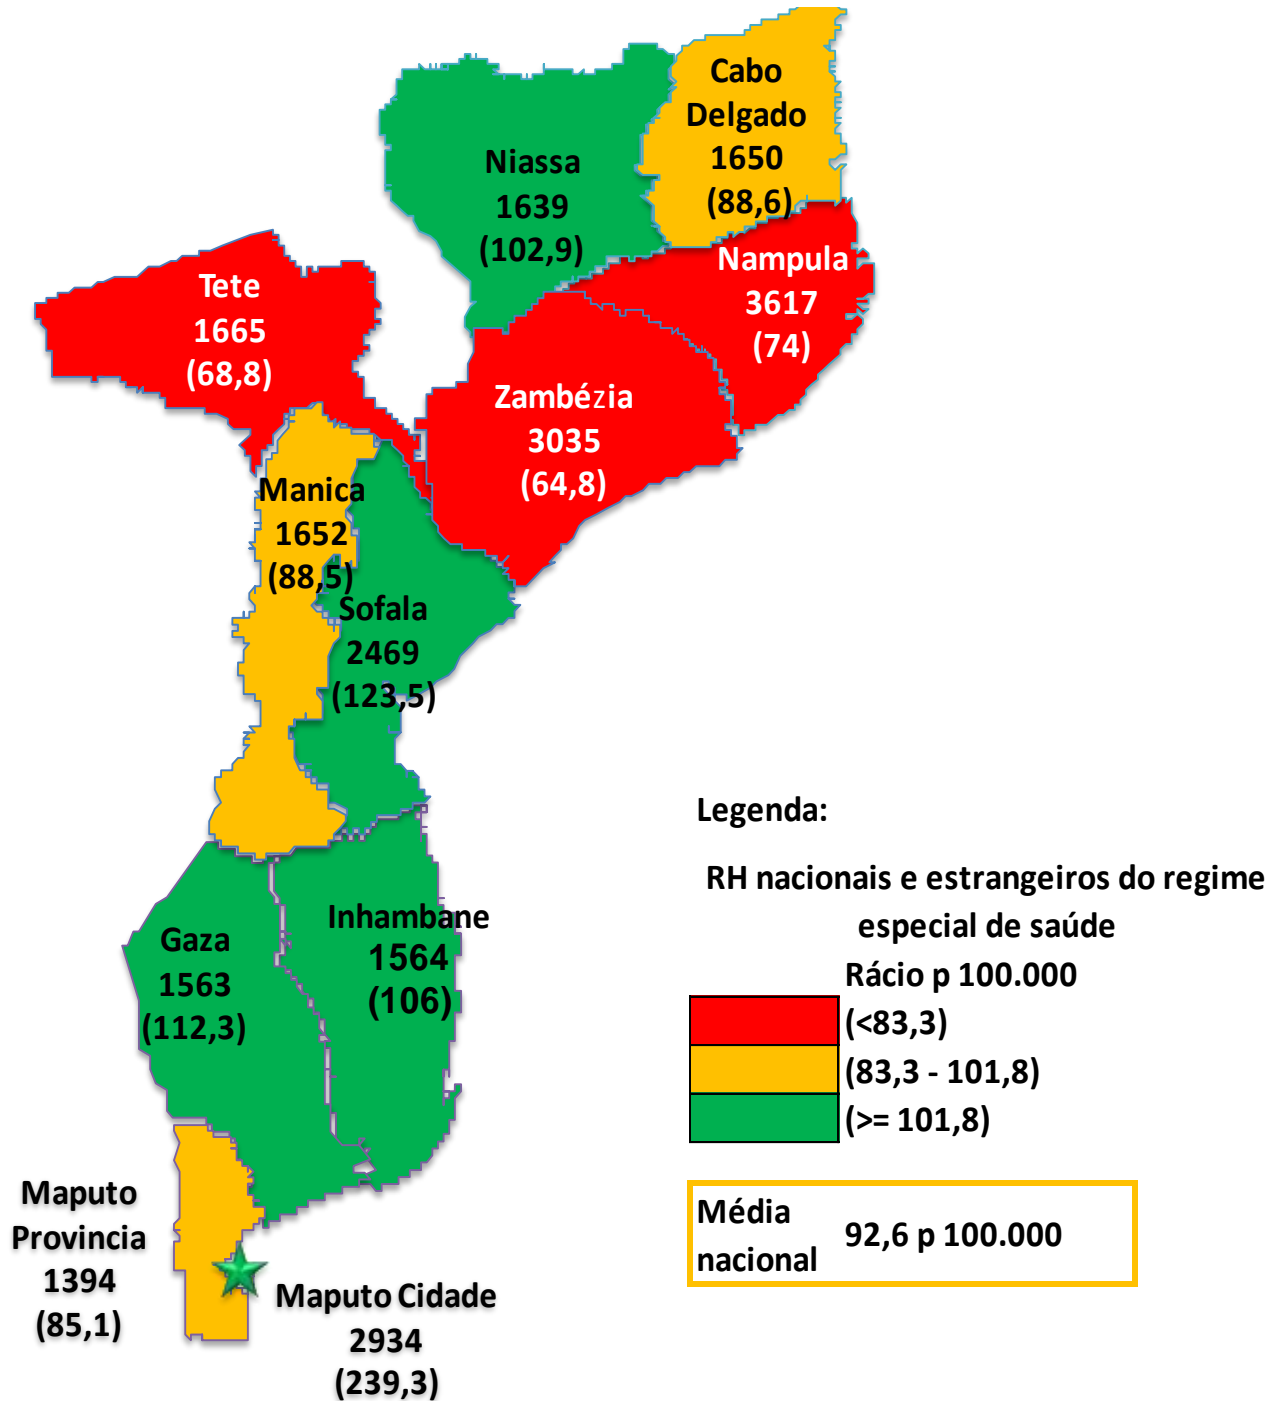 Cabo
Delgado
1650
(88,6)
Niassa
1639
(102,9)
Nampula
3617
(74)
Tete
1665
(68,8)
Zambézia
3035
(64,8)
Manica
1652
(88,5)
Sofala
2469
(123,5)
Inhambane
1564
(106)
Gaza
1563
(112,3)
Maputo
Provincia
1394
(85,1)
Maputo Cidade
2934
(239,3)
Legenda:
RH nacionais e estrangeiros do regime
especial de saúde
Rácio p 100.000
(<83,3)
(83,3 - 101,8)
(>= 101,8)
Média
nacional
92,6 p 100.000